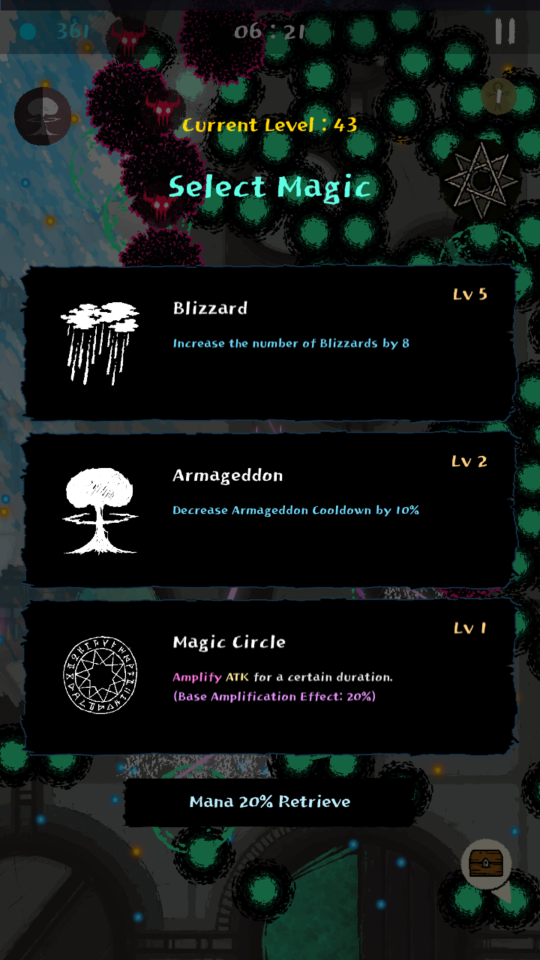 361
06 : 21
1
Current Level : 43
Select Magic
Blizzard
Lv 5
Increase the number of Blizzards by 8
Armageddon
Lv 2
Decrease Armageddon Cooldown by 10%
Magic Circle
Lv 1
Amplify ATK for a certain duration.
(Base Amplification Effect: 20%)
Mana 20% Retrieve